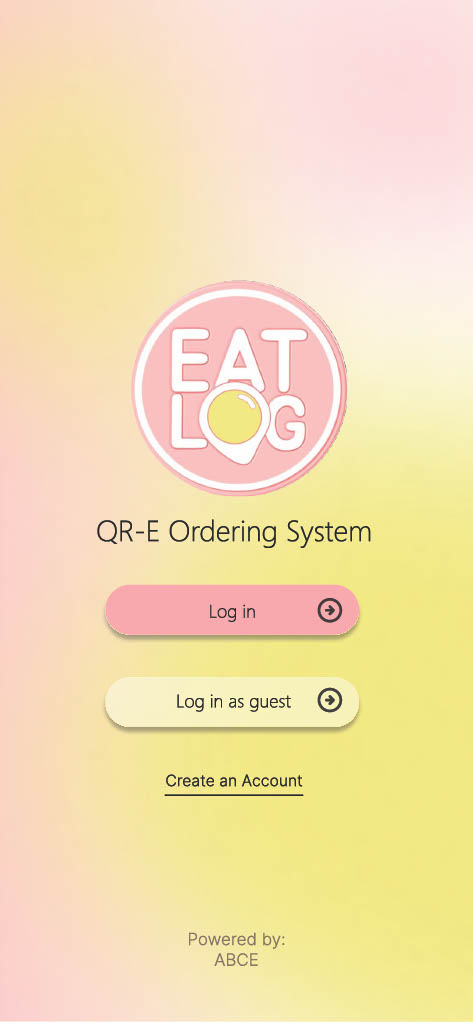 EAT
LOG
QR-E Ordering System
Log in
Log in as guest
Create an Account
Powered by:
ABCE